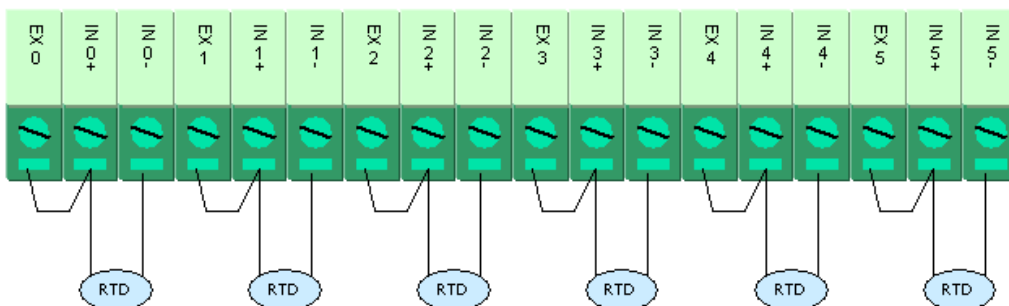 EX 0 IN 0+ IN 0- EX 1 IN 1+ IN 1- EX 2 IN 2+ IN 2- EX 3 IN 3+ IN 3- EX 4 IN 4+ IN 4- EX 5 IN 5+ IN 5-
RTD RTD RTD RTD RTD RTD